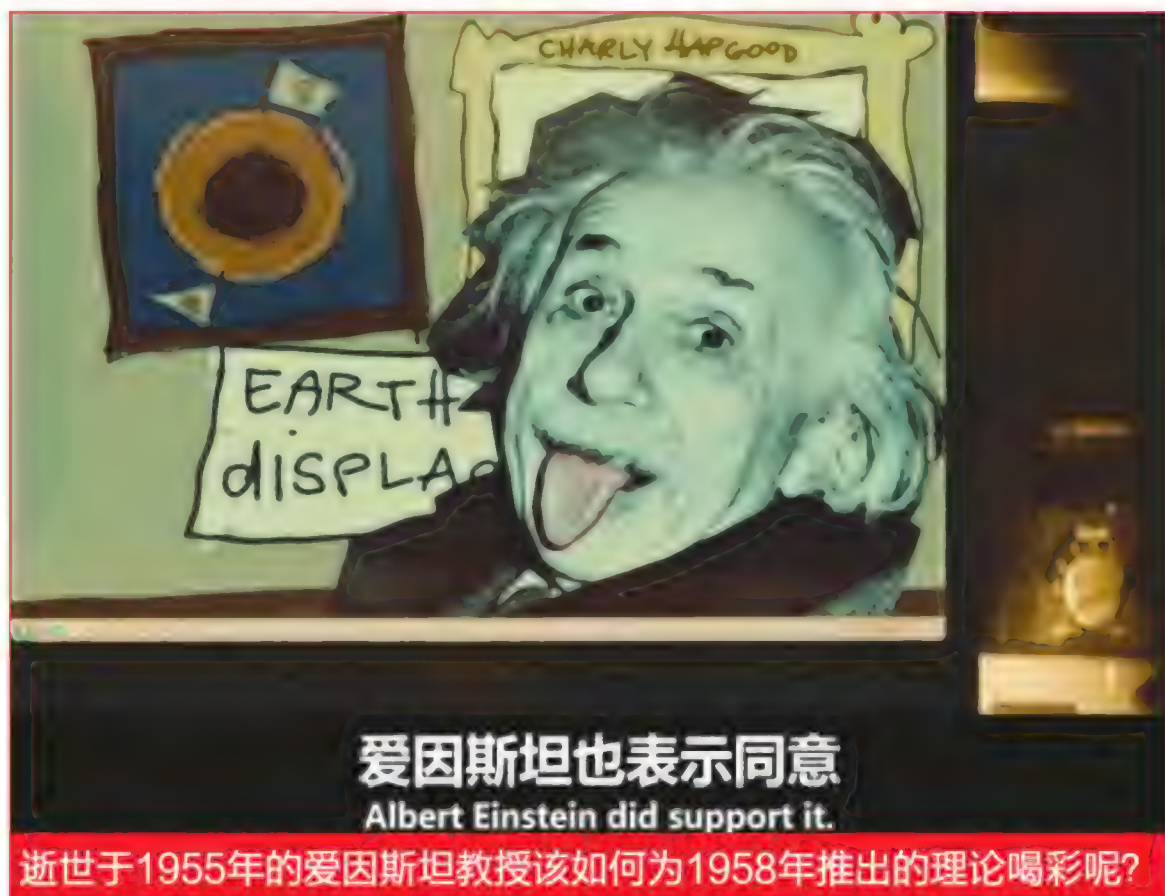 CHARLY HAPGOOD
EARTH
dISPLAC
爱因斯坦也表示同意
Albert Einstein did support it.
逝世于1955年的爱因斯坦教授该如何为1958年推出的理论喝彩呢?